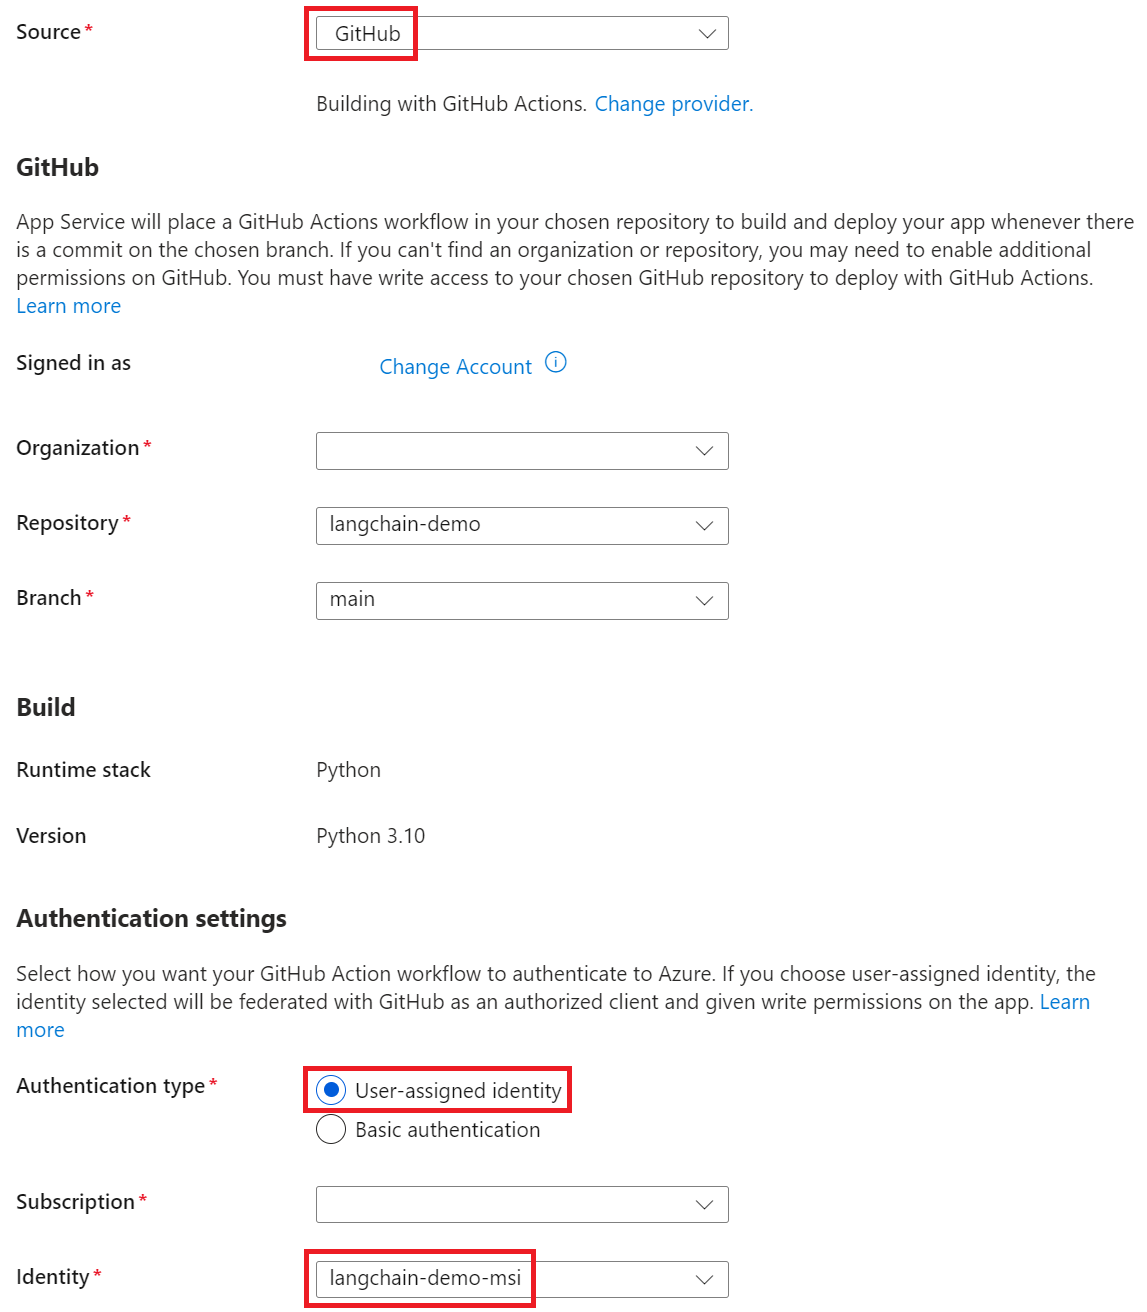 Source*
GitHub
Building with GitHub Actions. Change provider.
GitHub
App Service will place a GitHub Actions workflow in your chosen repository to build and deploy your app whenever there
is a commit on the chosen branch. If you can't find an organization or repository, you may need to enable additional
permissions on GitHub. You must have write access to your chosen GitHub repository to deploy with GitHub Actions.
Learn more
Signed in as
Change Account
Organization*
Repository*
langchain-demo
Branch*
main
Build
Runtime stack
Python
Version
Python 3.10
Authentication settings
Select how you want your GitHub Action workflow to authenticate to Azure. If you choose user-assigned identity, the
identity selected will be federated with GitHub as an authorized client and given write permissions on the app. Learn
more
Authentication type*
User-assigned identity
Basic authentication
Subscription*
Identity*
langchain-demo-msi